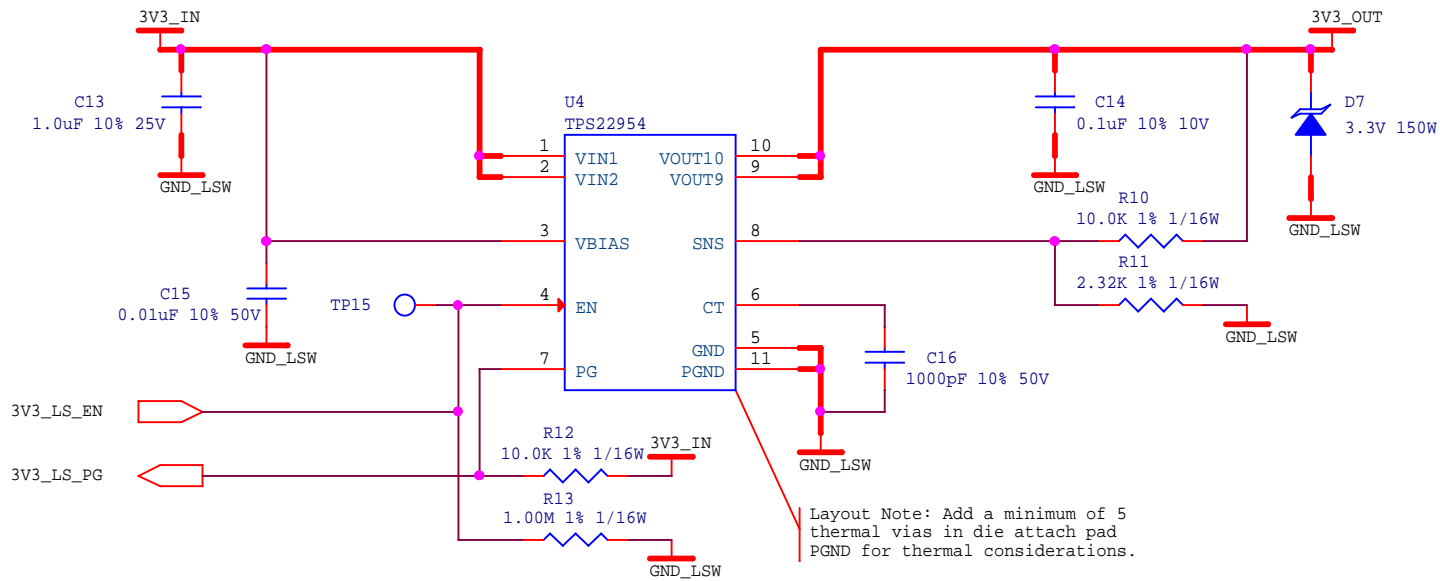 3V3_IN
3V3_OUT
C13
1.0uF 10% 25V
GND_LSW
U4
TPS22954
C14
0.1uF 10% 10V
GND_LSW
D7
3.3V 150W
GND_LSW
1 VIN1 VOUT10 10
2 VIN2 VOUT9 9
3 VBIAS SNS 8
4 EN CT 6
GND 5
7 PG PGND 11
R10
10.0K 1% 1/16W
R11
2.32K 1% 1/16W
GND_LSW
C15
0.01uF 10% 50V
GND_LSW
TP15
C16
1000pF 10% 50V
GND_LSW
3V3_LS_EN
3V3_LS_PG
R12
10.0K 1% 1/16W
3V3_IN
R13
1.00M 1% 1/16W
GND_LSW
Layout Note: Add a minimum of 5
thermal vias in die attach pad
PGND for thermal considerations.